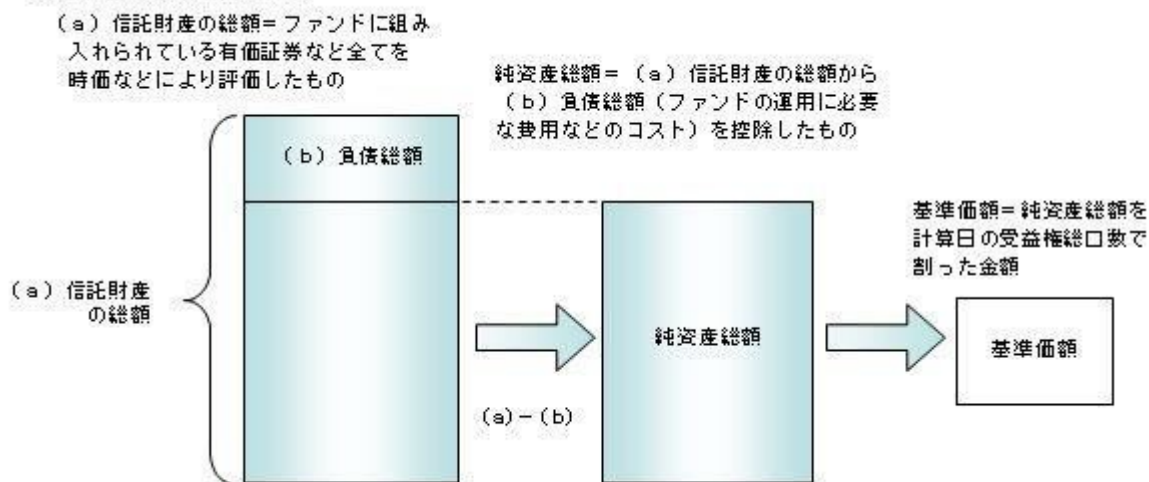 （a）信託財産の総額＝ファンドに組み
入れられている有価証券など全てを
時価などにより評価したもの
純資産総額＝（a）信託財産の総額から
（b）負債総額（ファンドの運用に必要
な費用などのコスト）を控除したもの
（b）負債総額
基準価額＝純資産総額を
計算日の受益権総口数で
割った金額
（a）信託財産
の総額
純資産総額
基準価額
(a)－(b)